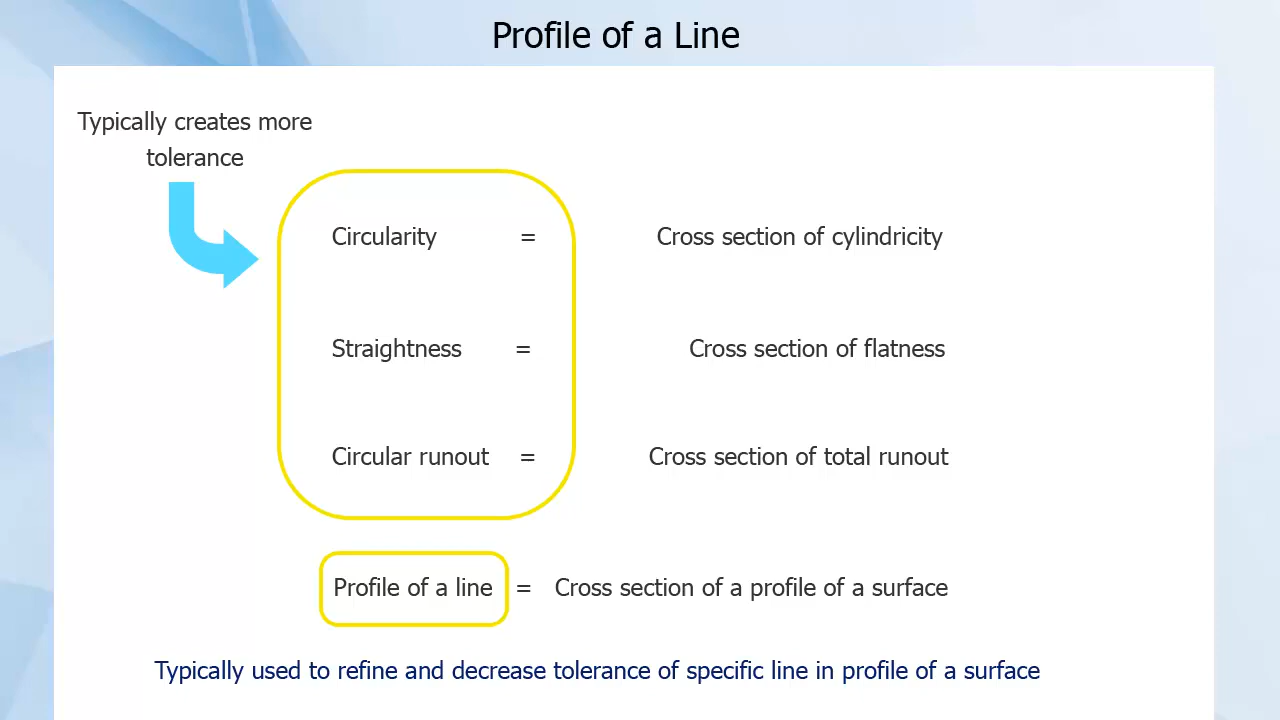 Profile of a Line
Typically creates more
tolerance
Circularity = Cross section of cylindricity
Straightness = Cross section of flatness
Circular runout = Cross section of total runout
Profile of a line = Cross section of a profile of a surface
Typically used to refine and decrease tolerance of specific line in profile of a surface